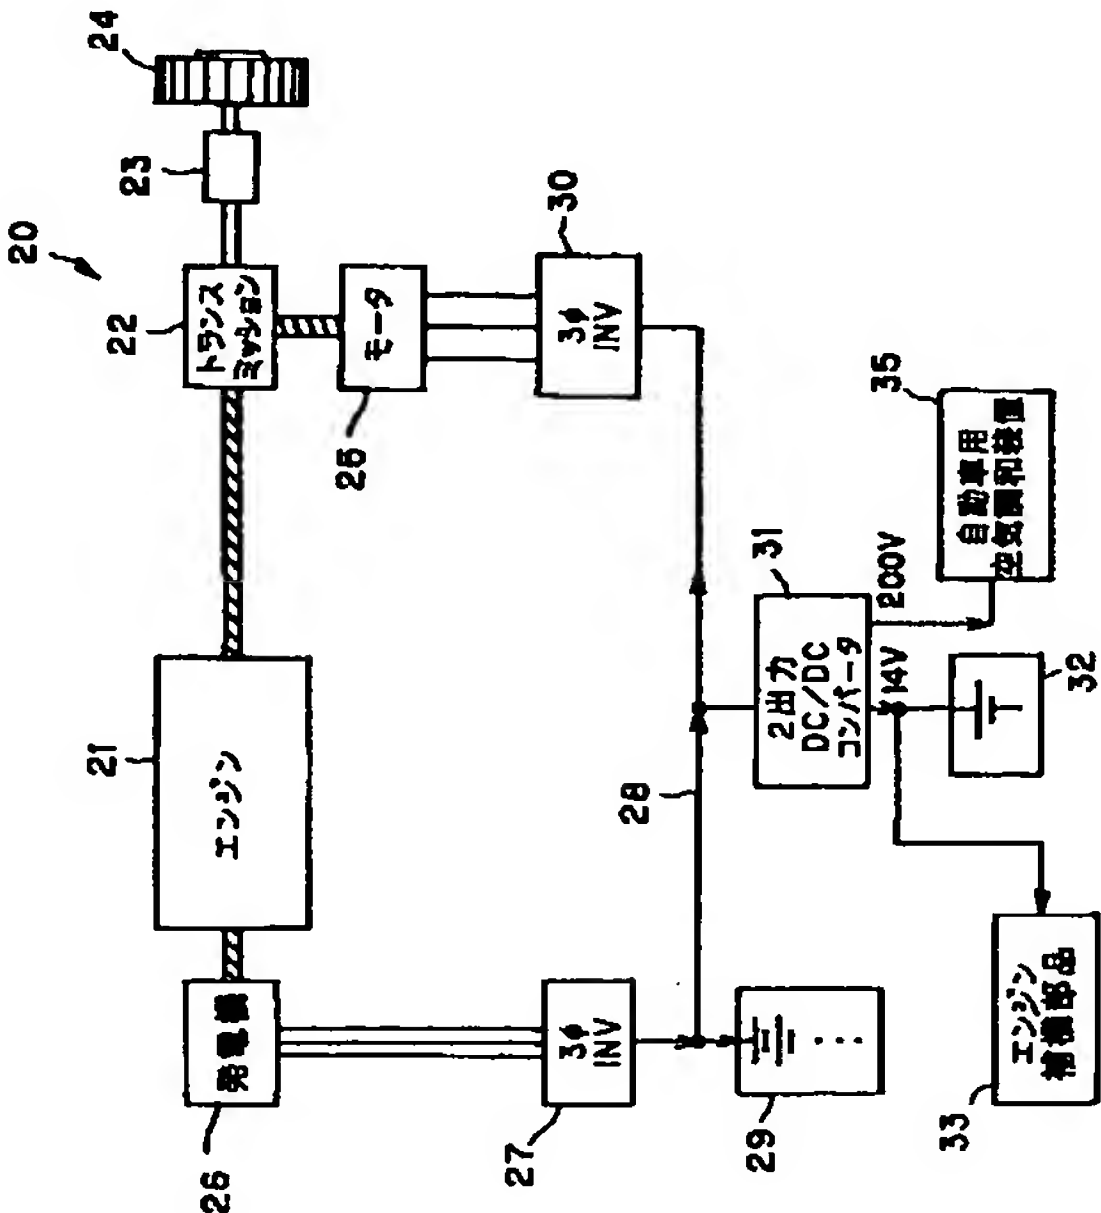 20
21
22
23
24
26
25
エンジン
トランス
ミッション
発電機
モータ
27
3φ
INV
28
30
3φ
INV
29
31
2出力
DC/DC
コンバータ
14V
200V
32
33
エンジン
補機部品
35
自動車用
空気調和装置